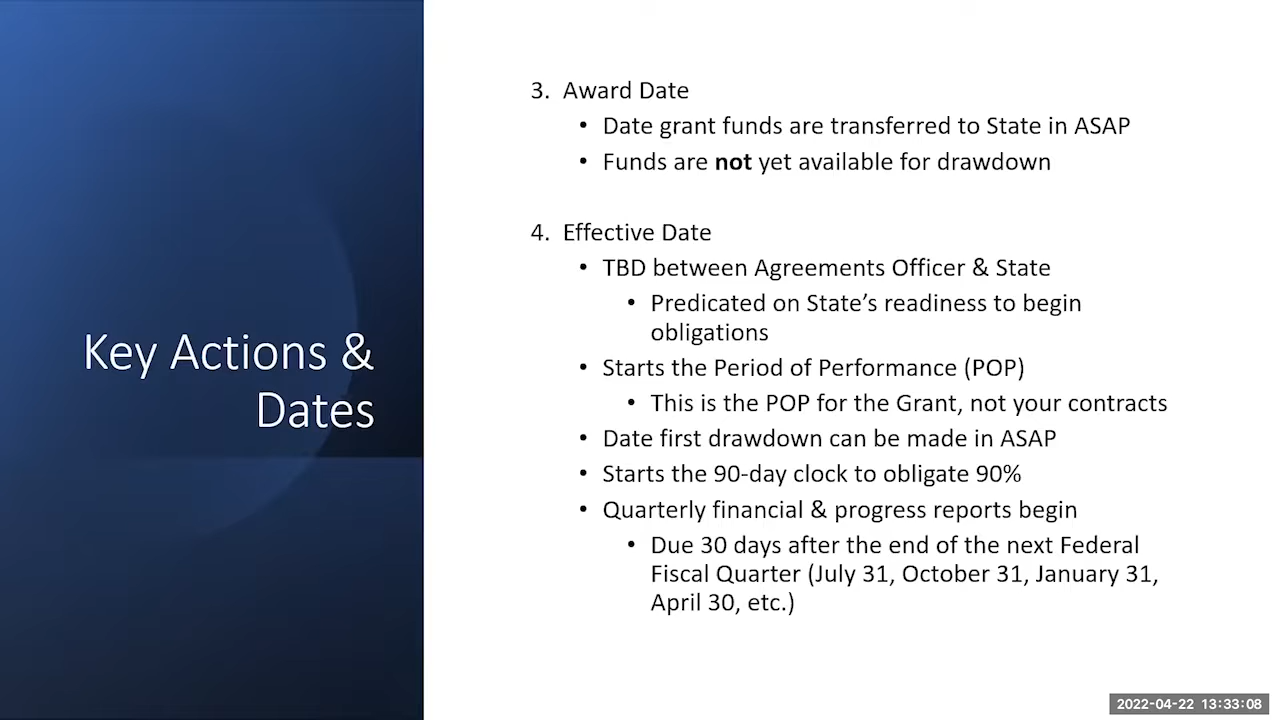 Key Actions &
Dates
3. Award Date
• Date grant funds are transferred to State in ASAP
• Funds are not yet available for drawdown
4. Effective Date
• TBD between Agreements Officer & State
• Predicated on State’s readiness to begin
obligations
• Starts the Period of Performance (POP)
• This is the POP for the Grant, not your contracts
• Date first drawdown can be made in ASAP
• Starts the 90-day clock to obligate 90%
• Quarterly financial & progress reports begin
• Due 30 days after the end of the next Federal
Fiscal Quarter (July 31, October 31, January 31,
April 30, etc.)
2022-04-22 13:33:08